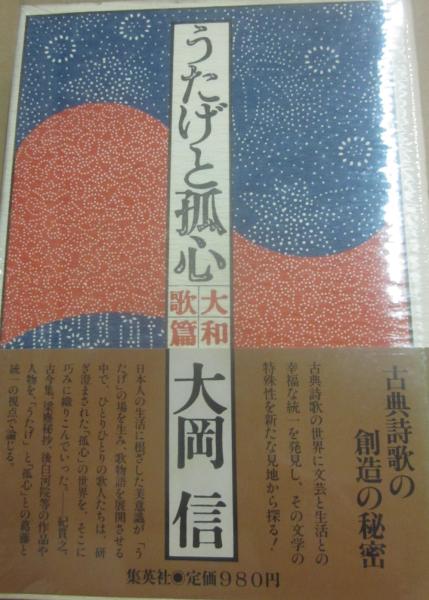 うたげと孤心
大和
歌篇
大岡信
古典詩歌の
創造の秘密
古典詩歌の世界に文芸と生活との
幸福な統一を発見し、その文学の
特殊性を新たな見地から探る!
日本人の生活に根ざした美意識が「う
たげ」の場を生み、歌物語を展開させる
中で、ひとりひとりの歌人たちは、研
ぎ澄まされた「孤心」の世界を、そこに
巧みに織りこんでいった。——紀貫之、
古今集、梁塵秘抄、後白河院等の作品や
人物を、「うたげ」と「孤心」との葛藤と
統一の視点で論じる。
集英社●定価980円